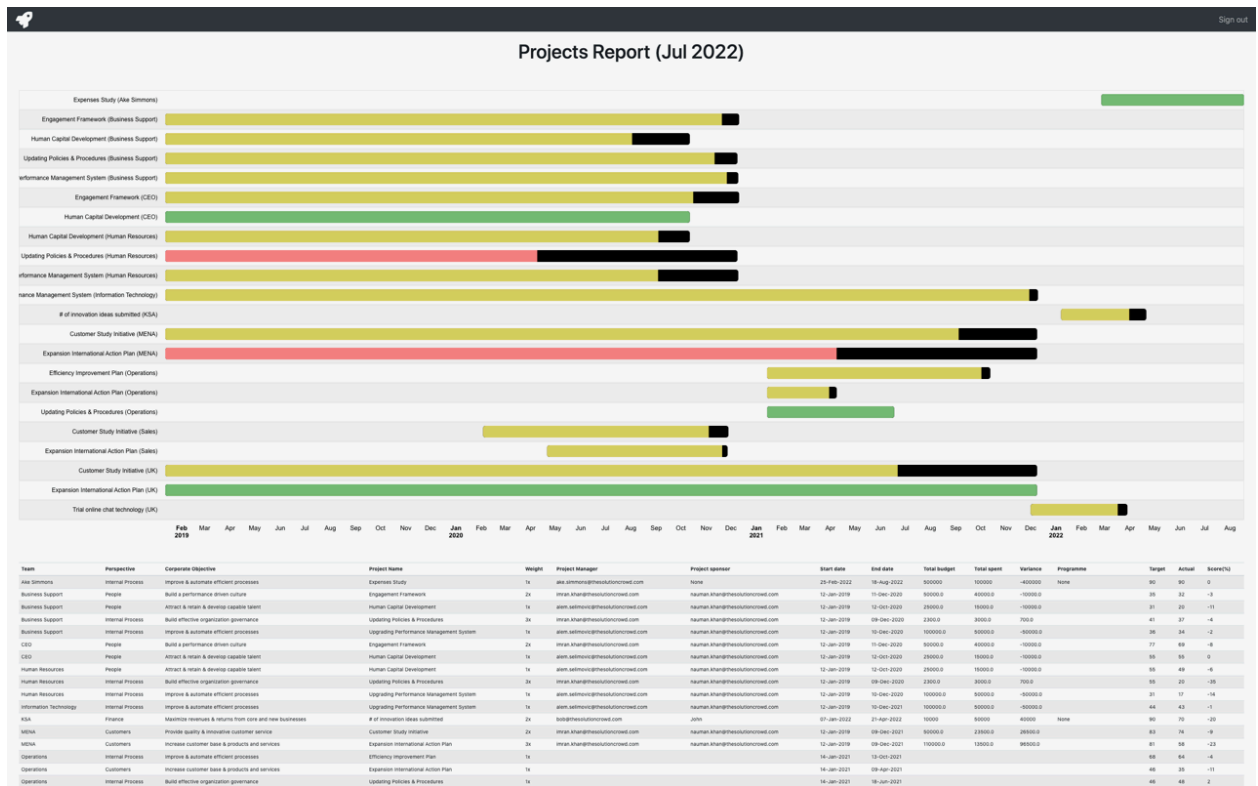 Sign out
Projects Report (Jul 2022)
Expenses Study (Ake Simmons)
Engagement Framework (Business Support)
Human Capital Development (Business Support)
Updating Policies & Procedures (Business Support)
erformance Management System (Business Support)
Engagement Framework (CEO)
Human Capital Development (CEO)
Human Capital Development (Human Resources)
Updating Policies & Procedures (Human Resources)
rformance Management System (Human Resources)
nance Management System (Information Technology)
# of innovation ideas submitted (KSA)
Customer Study Initiative (MENA)
Expansion International Action Plan (MENA)
Efficiency Improvement Plan (Operations)
Expansion International Action Plan (Operations)
Updating Policies & Procedures (Operations)
Customer Study Initiative (Sales)
Expansion International Action Plan (Sales)
Customer Study Initiative (UK)
Expansion International Action Plan (UK)
Trial online chat technology (UK)
Feb Mar Apr May Jun Jul Aug Sep Oct Nov Dec Jan Feb Mar Apr May Jun Jul Aug Sep Oct Nov Dec Jan Feb Mar Apr May Jun Jul Aug Sep Oct Nov Dec Jan Feb Mar Apr May Jun Jul Aug
2019 2020 2021 2022
Team Perspective Corporate Objective Project Name Weight Project Manager Project sponsor Start date End date Total budget Total spent Variance Programme Target Actual Score(%)
Ake Simmons Internal Process Improve & automate efficient processes Expenses Study 1x ake.simmons@thesolutioncrowd.com None 25-Feb-2022 18-Aug-2022 500000 100000 -400000 None 90 90 0
Business Support People Build a performance driven culture Engagement Framework 2x imran.khan@thesolutioncrowd.com nauman.khan@thesolutioncrowd.com 12-Jan-2019 11-Dec-2020 50000.0 40000.0 -10000.0 35 32 -3
Business Support People Attract & retain & develop capable talent Human Capital Development 1x alem.selimovic@thesolutioncrowd.com nauman.khan@thesolutioncrowd.com 12-Jan-2019 12-Oct-2020 25000.0 15000.0 -10000.0 31 20 -11
Business Support Internal Process Build effective organization governance Updating Policies & Procedures 3x imran.khan@thesolutioncrowd.com nauman.khan@thesolutioncrowd.com 12-Jan-2019 09-Dec-2020 2300.0 3000.0 700.0 41 37 -4
Business Support Internal Process Improve & automate efficient processes Upgrading Performance Management System 1x alem.selimovic@thesolutioncrowd.com nauman.khan@thesolutioncrowd.com 12-Jan-2019 10-Dec-2020 100000.0 50000.0 -50000.0 36 34 -2
CEO People Build a performance driven culture Engagement Framework 2x imran.khan@thesolutioncrowd.com nauman.khan@thesolutioncrowd.com 12-Jan-2019 11-Dec-2020 50000.0 40000.0 -10000.0 77 69 -8
CEO People Attract & retain & develop capable talent Human Capital Development 1x alem.selimovic@thesolutioncrowd.com nauman.khan@thesolutioncrowd.com 12-Jan-2019 12-Oct-2020 25000.0 15000.0 -10000.0 55 55 0
Human Resources People Attract & retain & develop capable talent Human Capital Development 1x alem.selimovic@thesolutioncrowd.com nauman.khan@thesolutioncrowd.com 12-Jan-2019 12-Oct-2020 25000.0 15000.0 -10000.0 55 49 -6
Human Resources Internal Process Build effective organization governance Updating Policies & Procedures 3x imran.khan@thesolutioncrowd.com nauman.khan@thesolutioncrowd.com 12-Jan-2019 09-Dec-2020 2300.0 3000.0 700.0 55 20 -35
Human Resources Internal Process Improve & automate efficient processes Upgrading Performance Management System 1x alem.selimovic@thesolutioncrowd.com nauman.khan@thesolutioncrowd.com 12-Jan-2019 10-Dec-2020 100000.0 50000.0 -50000.0 31 17 -14
Information Technology Internal Process Improve & automate efficient processes Upgrading Performance Management System 1x alem.selimovic@thesolutioncrowd.com nauman.khan@thesolutioncrowd.com 12-Jan-2019 10-Dec-2021 100000.0 50000.0 -50000.0 44 43 -1
KSA Finance Maximize revenues & returns from core and new businesses # of innovation ideas submitted 2x bob@thesolutioncrowd.com John 07-Jan-2022 21-Apr-2022 10000 50000 40000 None 90 70 -20
MENA Customers Provide quality & innovative customer service Customer Study Initiative 2x imran.khan@thesolutioncrowd.com nauman.khan@thesolutioncrowd.com 12-Jan-2019 09-Dec-2021 50000.0 23500.0 26500.0 83 74 -9
MENA Customers Increase customer base & products and services Expansion International Action Plan 3x imran.khan@thesolutioncrowd.com nauman.khan@thesolutioncrowd.com 12-Jan-2019 09-Dec-2021 110000.0 13500.0 96500.0 81 58 -23
Operations Internal Process Improve & automate efficient processes Efficiency Improvement Plan 1x 14-Jan-2021 13-Oct-2021 68 64 -4
Operations Customers Increase customer base & products and services Expansion International Action Plan 1x 14-Jan-2021 09-Apr-2021 46 35 -11
Operations Internal Process Build effective organization governance Updating Policies & Procedures 1x 14-Jan-2021 18-Jun-2021 46 48 2